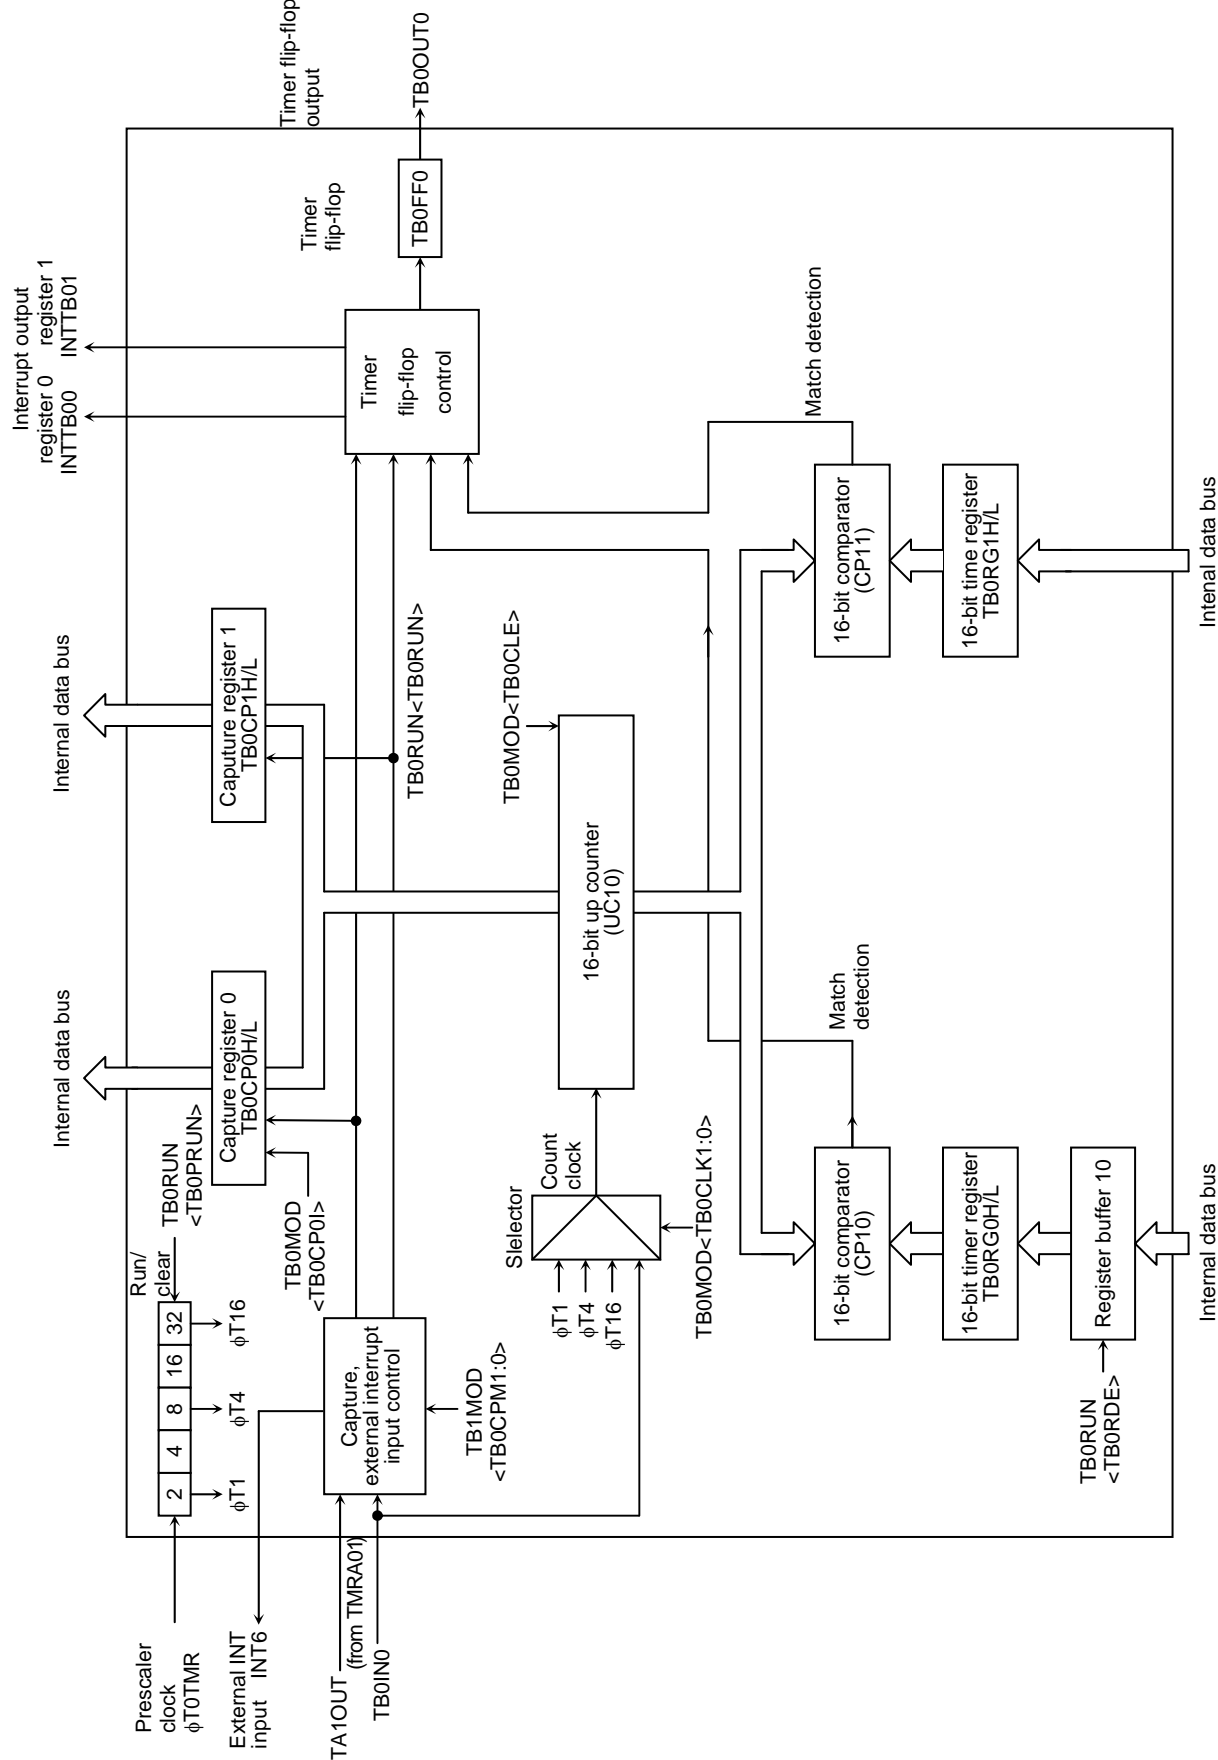 Prescaler
clock
ϕT0TMR
2
4
8
16
32
ϕT1
ϕT4
ϕT16
Run/
clear
TB0RUN
<TB0PRUN>
External INT
input INT6
TA1OUT
(from TMRA01)
TB0IN0
Capture,
external interrupt
input control
TB1MOD
<TB0CPM1:0>
TB0MOD
<TB0CP0I>
Internal data bus
Capture register 0
TB0CP0H/L
Internal data bus
Caputure register 1
TB0CP1H/L
TB0RUN<TB0RUN>
Interrupt output
register 0
INTTB00
register 1
INTTB01
Timer
flip-flop
control
Timer
flip-flop
TB0FF0
Timer flip-flop
output
TB0OUT0
Slelector
Count
clock
ϕT1
ϕT4
ϕT16
TB0MOD<TB0CLK1:0>
16-bit up counter
(UC10)
TB0MOD<TB0CLE>
Match
detection
Match detection
16-bit comparator
(CP10)
16-bit timer register
TB0RG0H/L
Register buffer 10
TB0RUN
<TB0RDE>
Internal data bus
16-bit comparator
(CP11)
16-bit time register
TB0RG1H/L
Intenal data bus